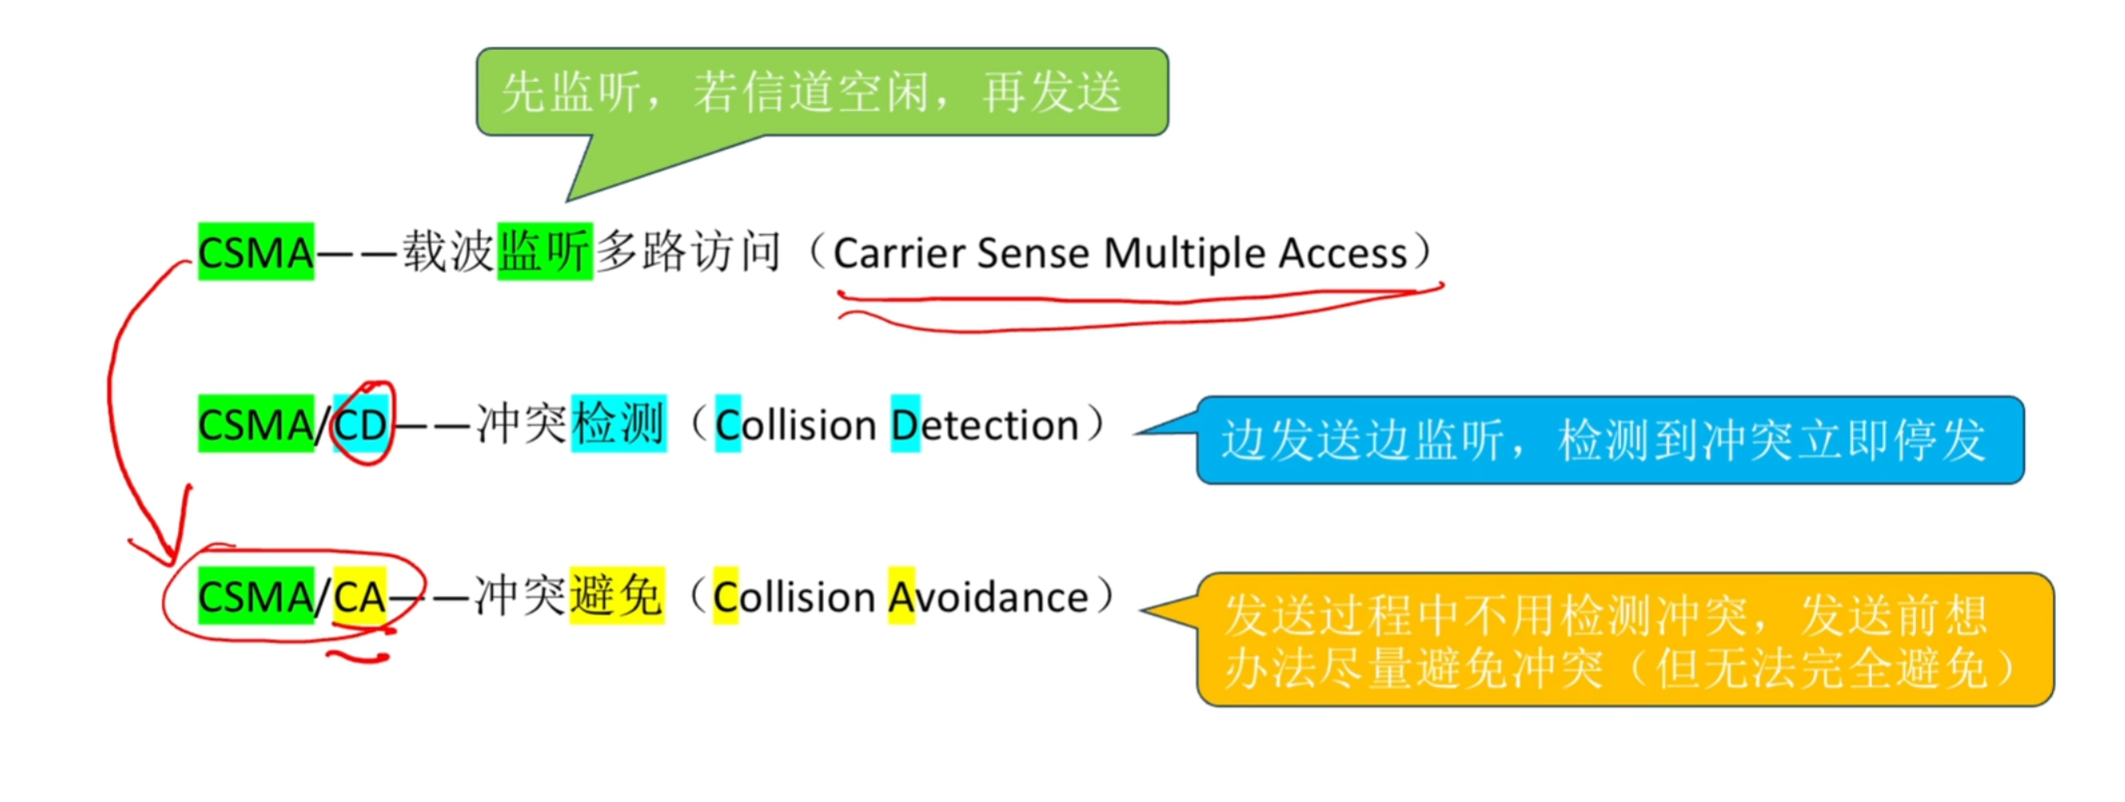 先监听，若信道空闲，再发送
CSMA——载波监听多路访问（Carrier Sense Multiple Access）
CSMA/CD——冲突检测（Collision Detection）
边发送边监听，检测到冲突立即停发
CSMA/CA——冲突避免（Collision Avoidance）
发送过程中不用检测冲突，发送前想
办法尽量避免冲突（但无法完全避免）